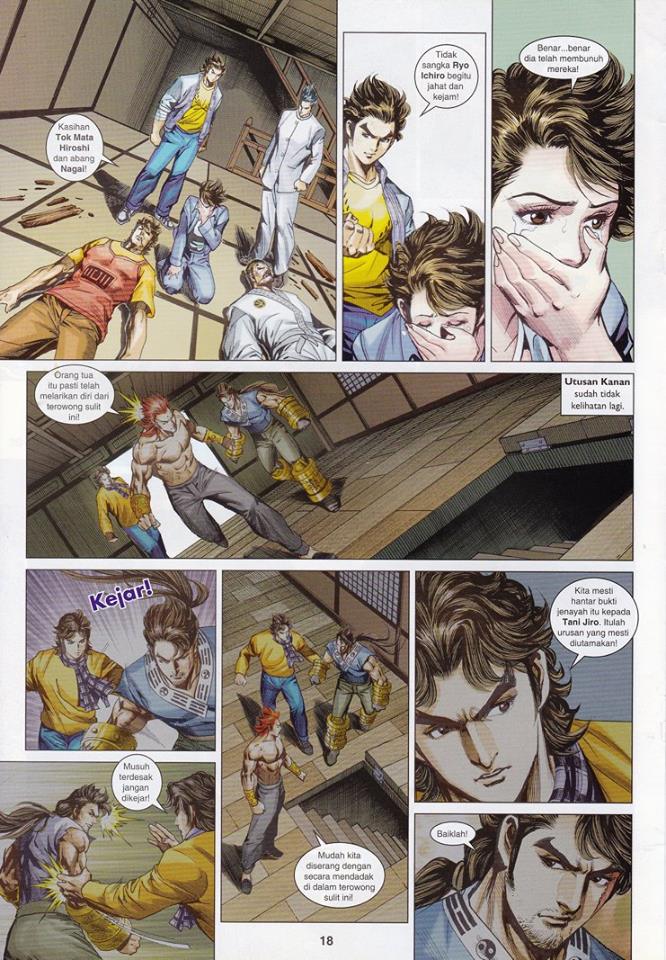 Kasihan
Tok Mata
Hiroshi
dan abang
Nagai!
Tidak
sangka Ryo
Ichiro begitu
jahat dan
kejam!
Benar...benar
dia telah membunuh
mereka!
Orang tua
itu pasti telah
melarikan diri dari
terowong sulit
ini!
Utusan Kanan
sudah tidak
kelihatan lagi.
Kejar!
Musuh
terdesak
jangan
dikejar!
Mudah kita
diserang dengan
secara mendadak
di dalam terowong
sulit ini!
Kita mesti
hantar bukti
jenayah itu kepada
Tani Jiro. Itulah
urusan yang mesti
diutamakan!
Baiklah!
18